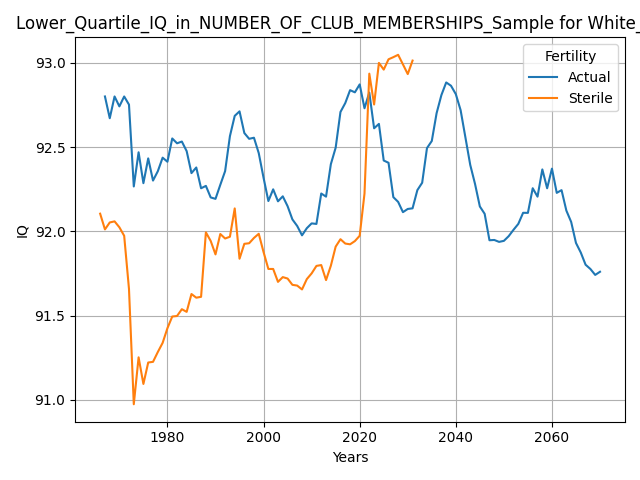 Lower_Quartile_IQ_in_NUMBER_OF_CLUB_MEMBERSHIPS_Sample for White_
Fertility
Actual
Sterile
93.0
92.5
92.0
91.5
91.0
IQ
1980 2000 2020 2040 2060
Years